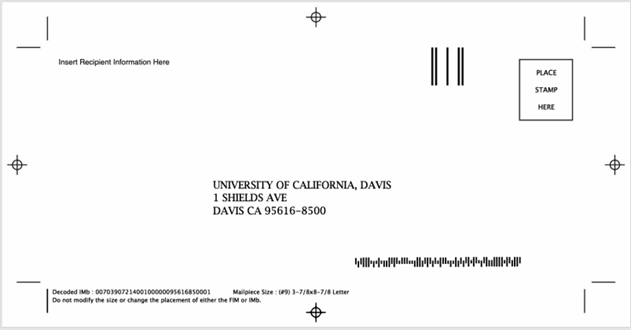 Insert Recipient Information Here
PLACE
STAMP
HERE
UNIVERSITY OF CALIFORNIA, DAVIS
1 SHIELDS AVE
DAVIS CA 95616-8500
Decoded IMb : 0070390721400100000095616850001 Mailpiece Size : (#9) 3-7/8x8-7/8 Letter
Do not modify the size or change the placement of either the FIM or IMb.